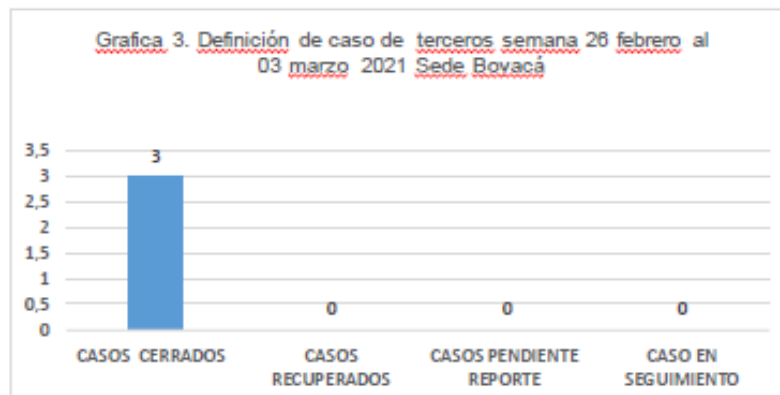 Grafica 3. Definición de caso de terceros semana 26 febrero al
03 marzo 2021 Sede Boyacá
3,5
3
2,5
2
1,5
1
0,5
0
3
0
0
0
CASOS CERRADOS
CASOS
RECUPERADOS
CASOS PENDIENTE
REPORTE
CASO EN
SEGUIMIENTO